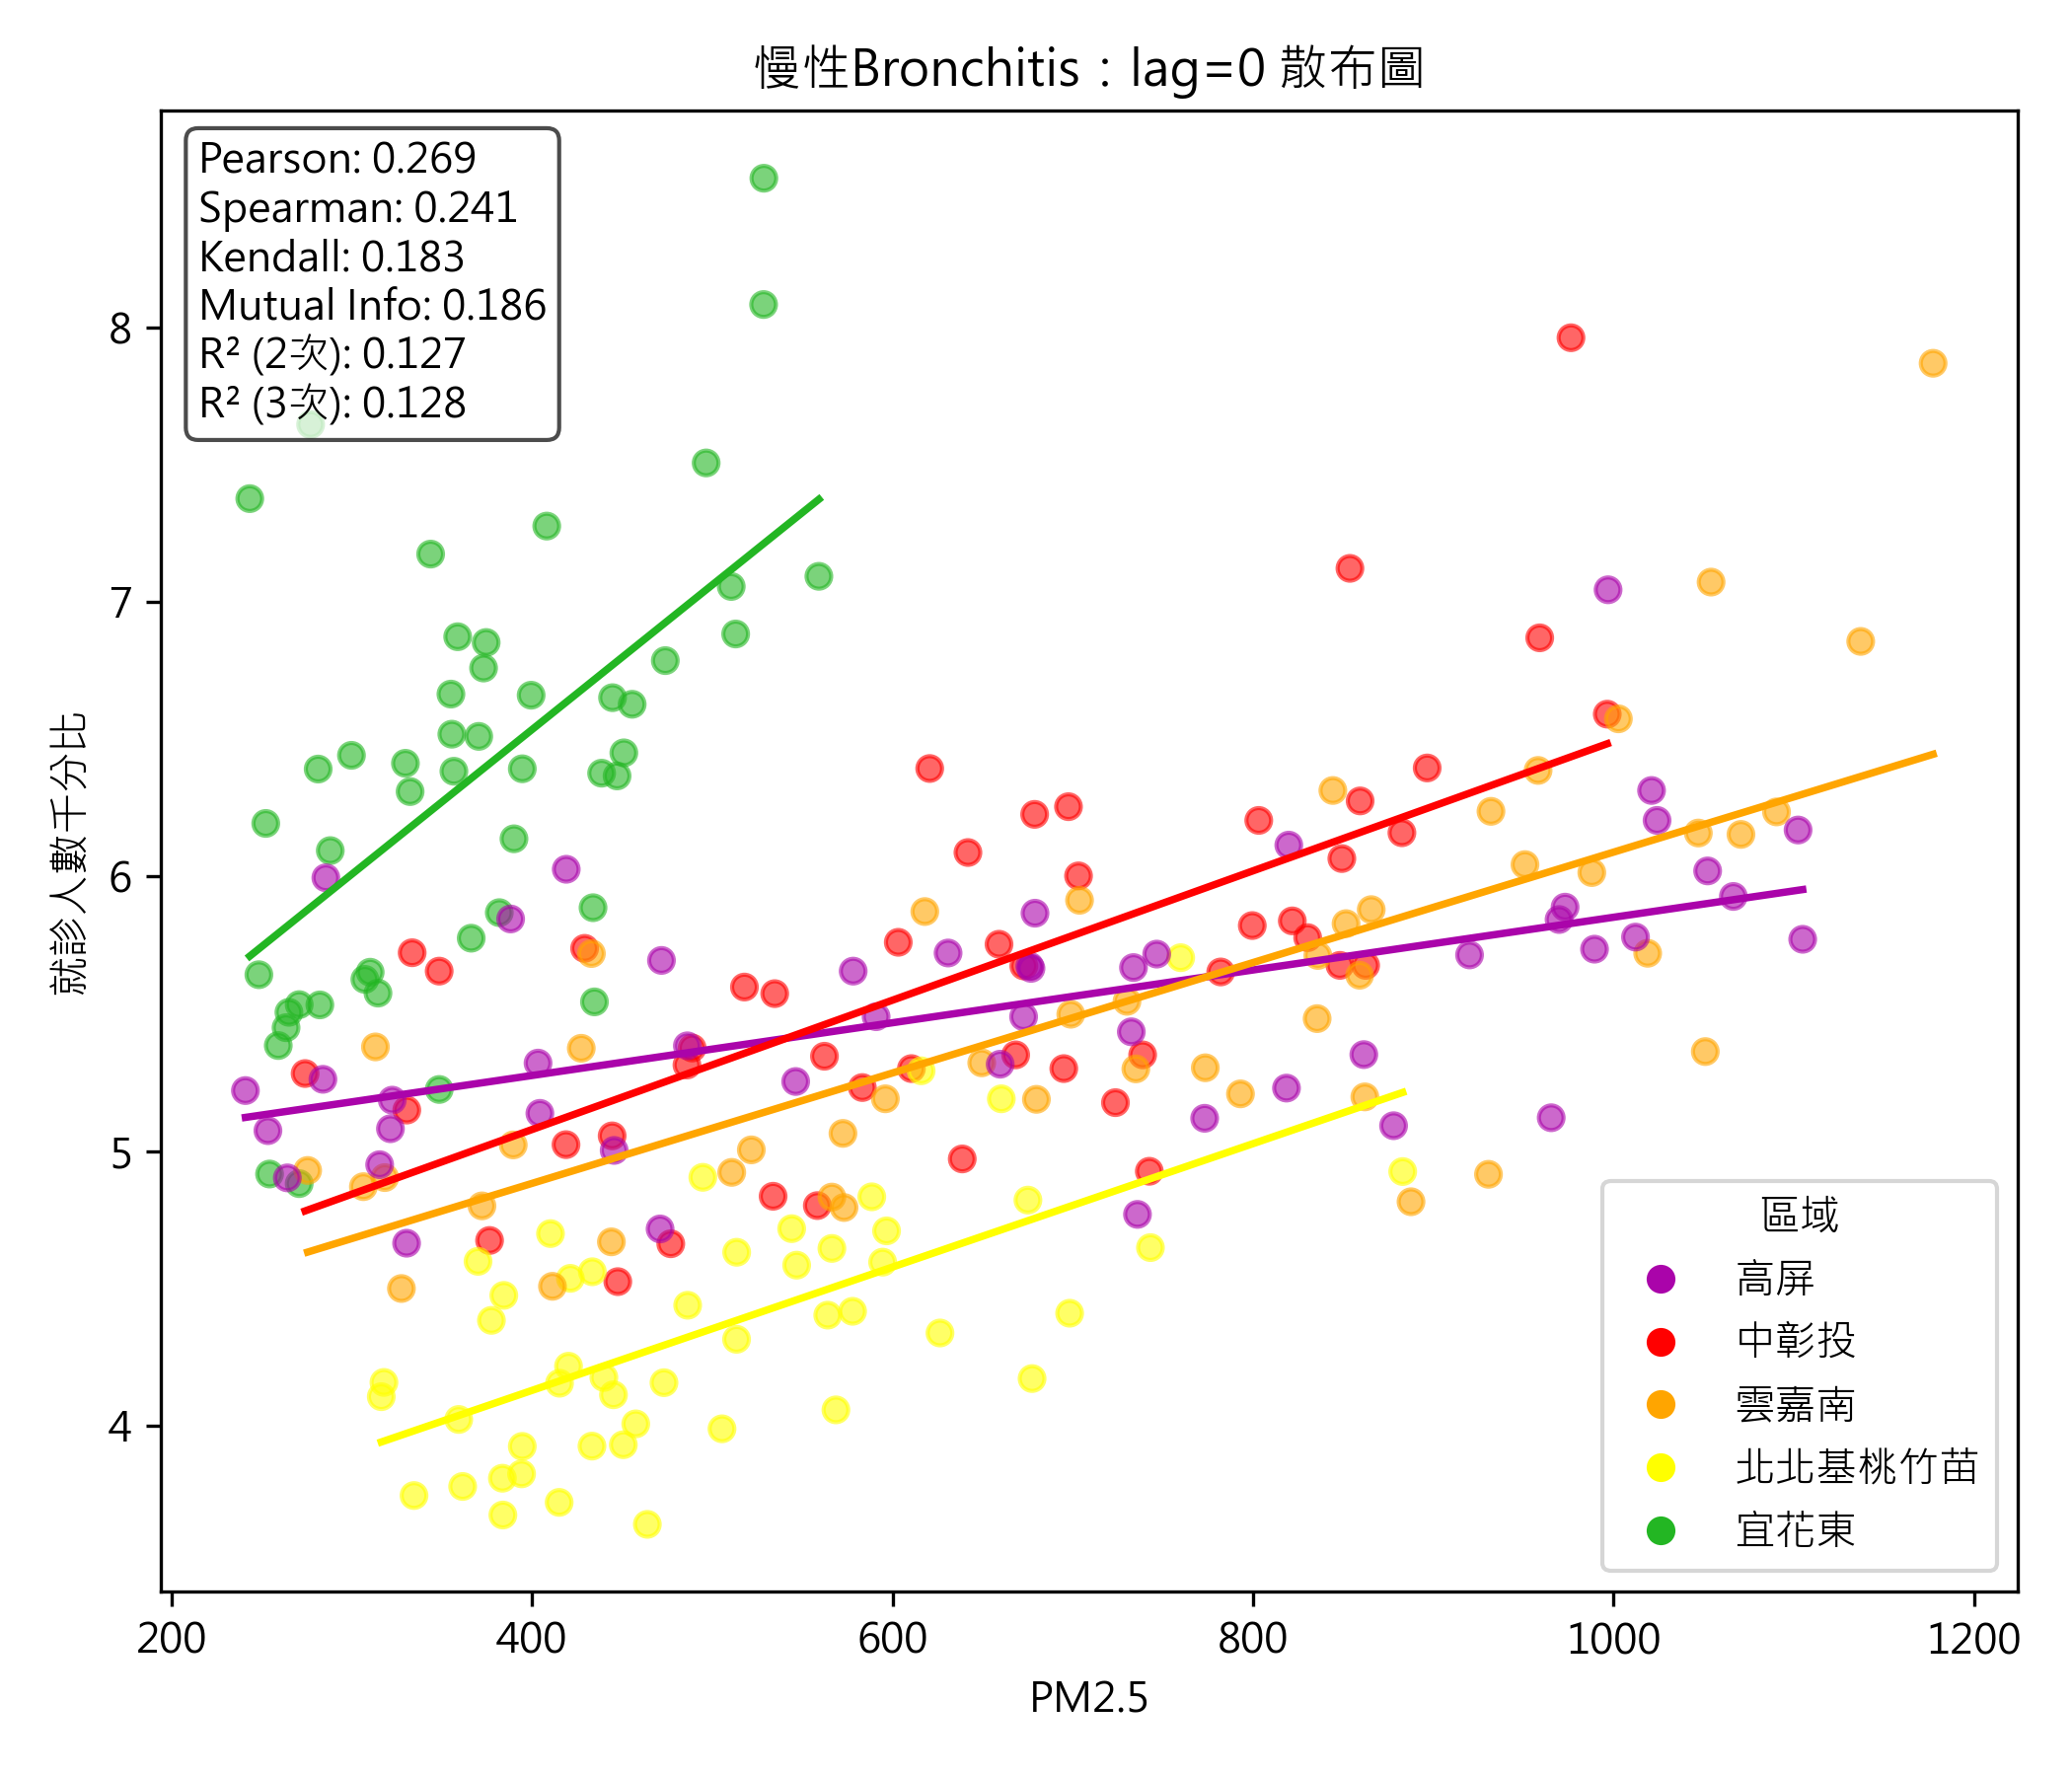 慢性Bronchitis：lag=0 散布圖
Pearson: 0.269
Spearman: 0.241
Kendall: 0.183
Mutual Info: 0.186
R² (2次): 0.127
R² (3次): 0.128
就診人數千分比
8
7
6
5
4
區域
高屏
中彰投
雲嘉南
北北基桃竹苗
宜花東
200 400 600 800 1000 1200
PM2.5